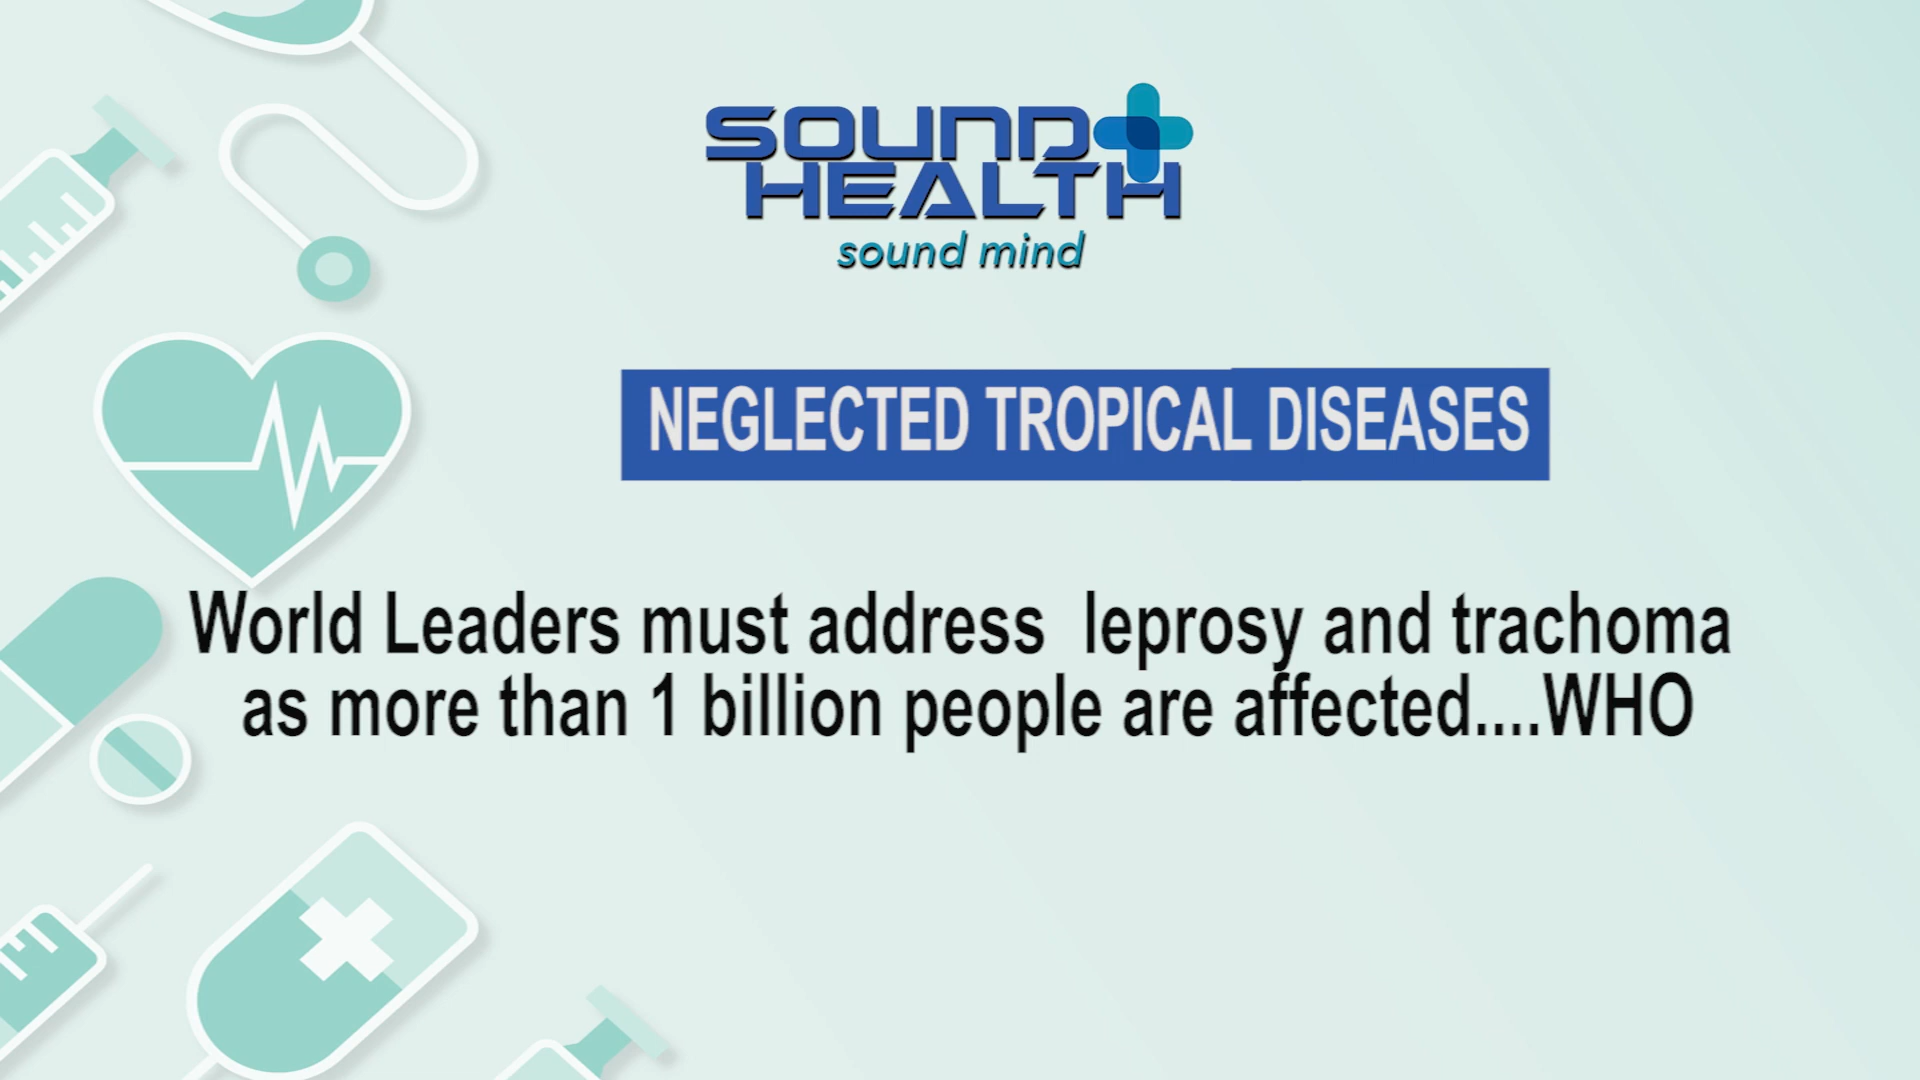 SOUND
HEALTH
sound mind
NEGLECTED TROPICAL DISEASES
World Leaders must address  leprosy and trachoma
as more than 1 billion people are affected....WHO